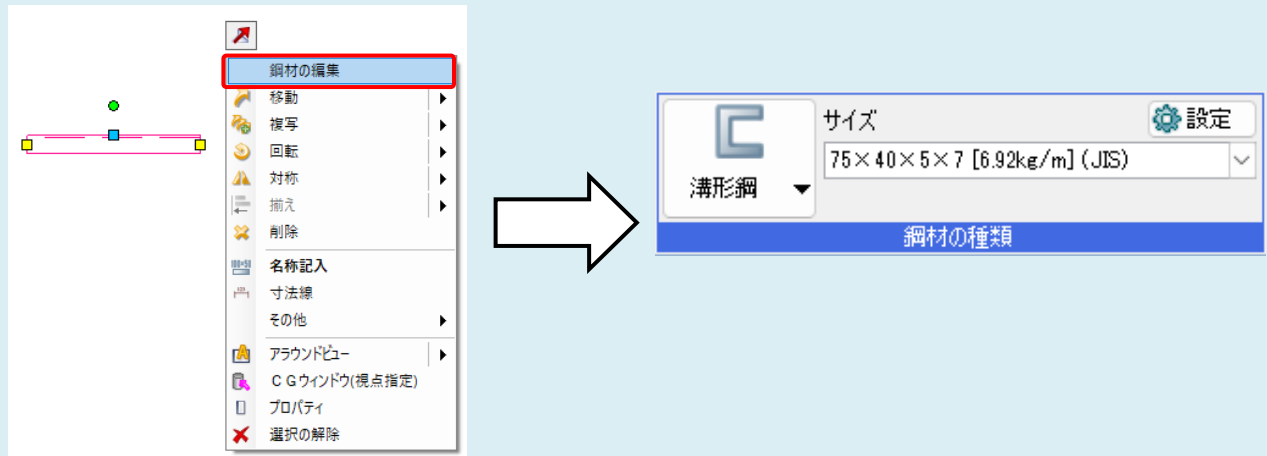 鋼材の編集
移動
複写
回転
対称
揃え
削除
名称記入
寸法線
その他
アラウンドビュー
CGウィンドウ(視点指定)
プロパティ
選択の解除
溝形鋼
サイズ
設定
75×40×5×7 [6.92kg/m] (JIS)
鋼材の種類